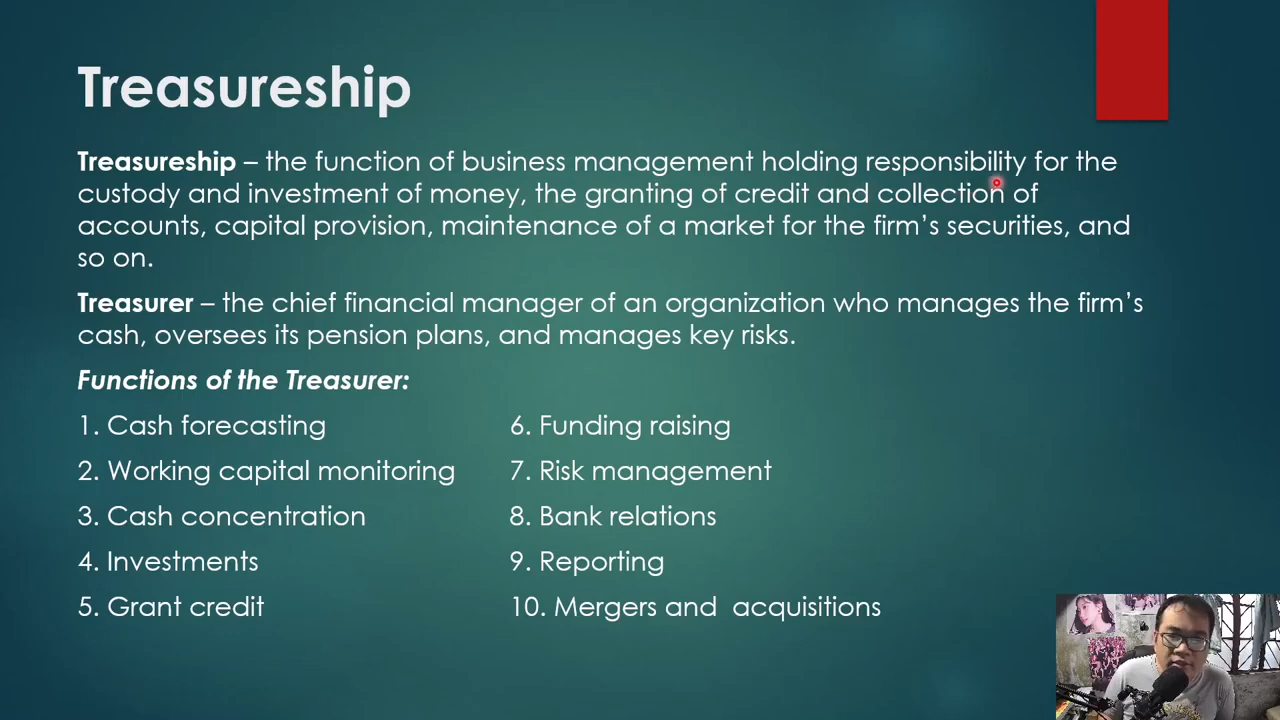 Treasureship
Treasureship – the function of business management holding responsibility for the
custody and investment of money, the granting of credit and collection of
accounts, capital provision, maintenance of a market for the firm’s securities, and
so on.
Treasurer – the chief financial manager of an organization who manages the firm’s
cash, oversees its pension plans, and manages key risks.
Functions of the Treasurer:
1. Cash forecasting
2. Working capital monitoring
3. Cash concentration
4. Investments
5. Grant credit
6. Funding raising
7. Risk management
8. Bank relations
9. Reporting
10. Mergers and  acquisitions